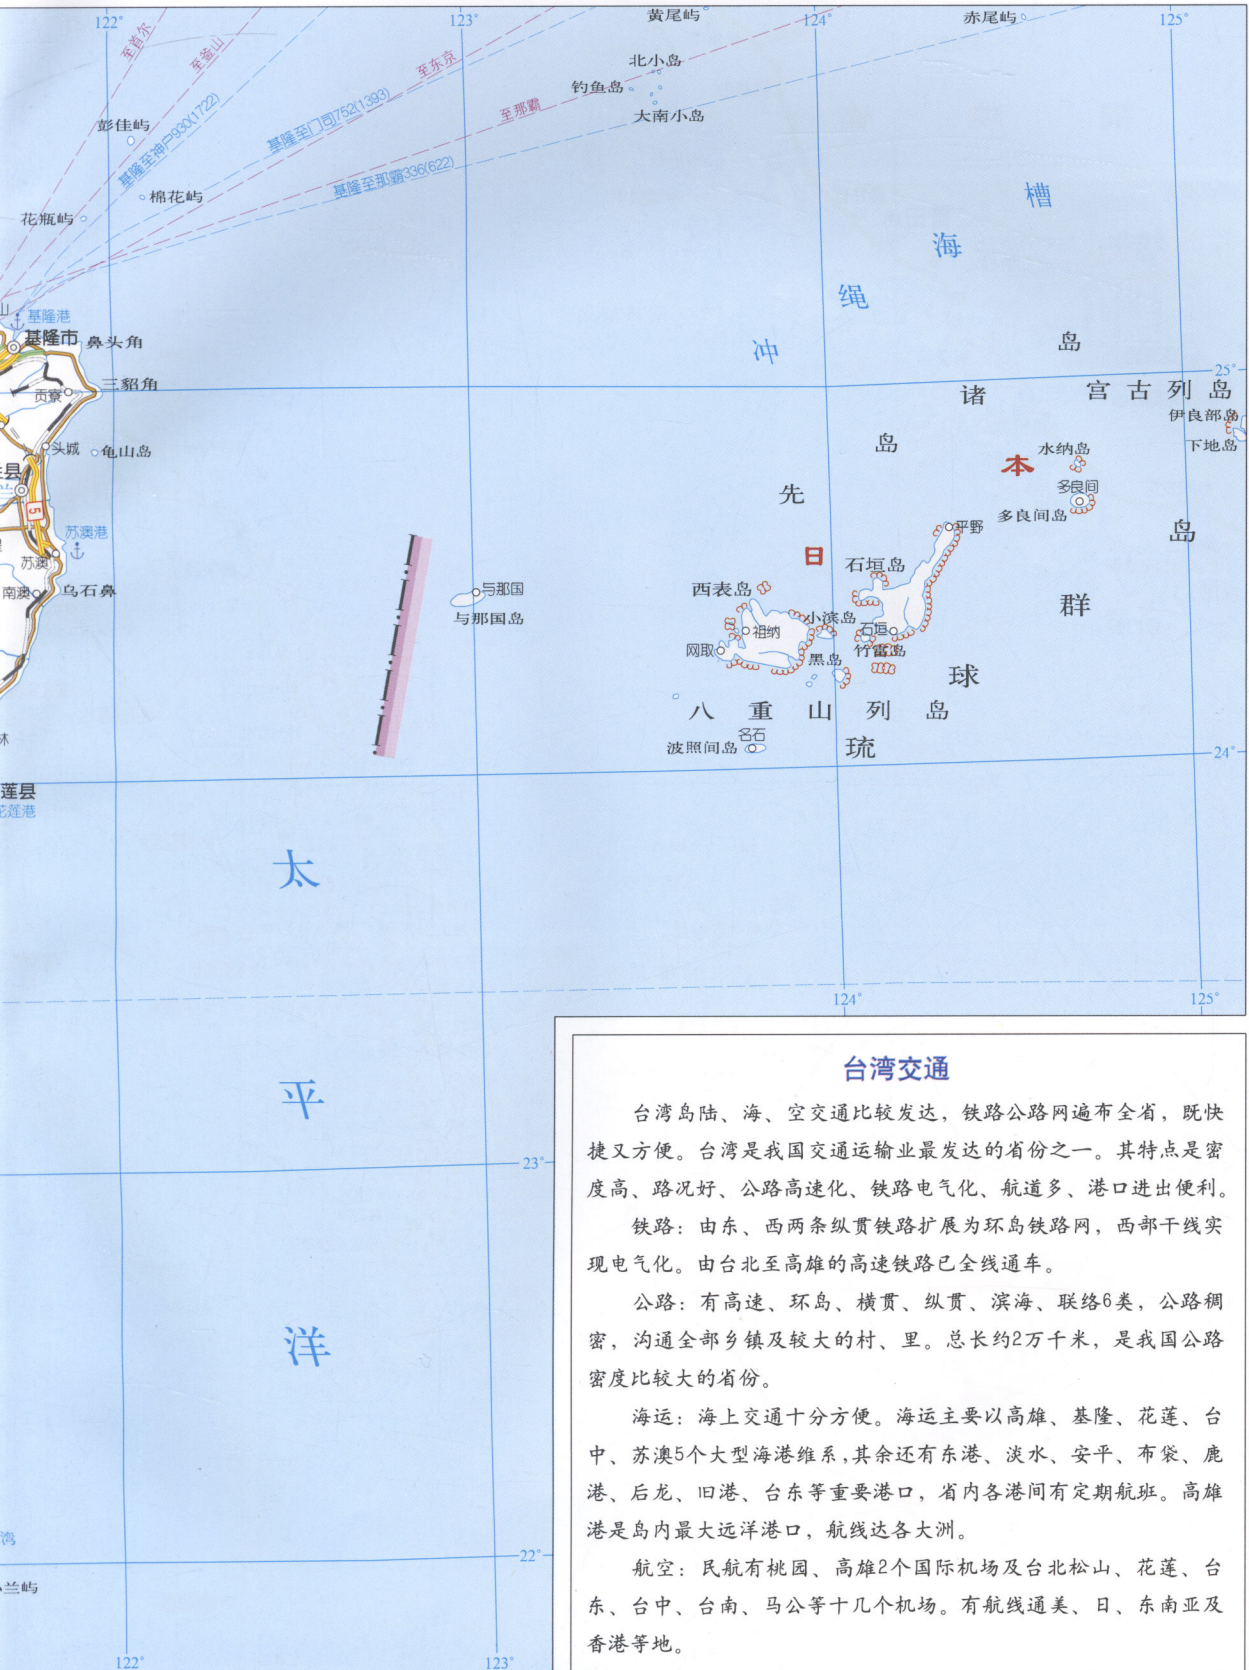 122°
123°
黄尾屿
124°
赤尾屿
125°
至首尔
至釜山
至东京
北小岛
钓鱼岛
大南小岛
至那霸
彭佳屿
基隆至神户930(1722)
基隆至门司752(1393)
基隆至那霸336(622)
棉花屿
花瓶屿
槽
海
绳
冲
山
基隆港
基隆市
鼻头角
三貂角
贡寮
头城
龟山岛
县
兰
5
苏澳港
苏澳
南澳
乌石鼻
岛
25°
诸
宫古列岛
伊良部岛
下地岛
岛
水纳岛
本
先
多良间
多良间岛
岛
平野
日
石垣岛
西表岛
与那国
与那国岛
群
小滨岛
祖纳
石垣
网取
黑岛
竹富岛
球
八重山列岛
名石
波照间岛
琉
24°
林
莲县
花莲港
太
平
洋
124°
125°
23°
22°
湾
小兰屿
122°
123°
台湾交通
台湾岛陆、海、空交通比较发达，铁路公路网遍布全省，既快
捷又方便。台湾是我国交通运输业最发达的省份之一。其特点是密
度高、路况好、公路高速化、铁路电气化、航道多、港口进出便利。
铁路：由东、西两条纵贯铁路扩展为环岛铁路网，西部干线实
现电气化。由台北至高雄的高速铁路已全线通车。
公路：有高速、环岛、横贯、纵贯、滨海、联络6类，公路稠
密，沟通全部乡镇及较大的村、里。总长约2万千米，是我国公路
密度比较大的省份。
海运：海上交通十分方便。海运主要以高雄、基隆、花莲、台
中、苏澳5个大型海港维系，其余还有东港、淡水、安平、布袋、鹿
港、后龙、旧港、台东等重要港口，省内各港间有定期航班。高雄
港是岛内最大远洋港口，航线达各大洲。
航空：民航有桃园、高雄2个国际机场及台北松山、花莲、台
东、台中、台南、马公等十几个机场。有航线通美、日、东南亚及
香港等地。